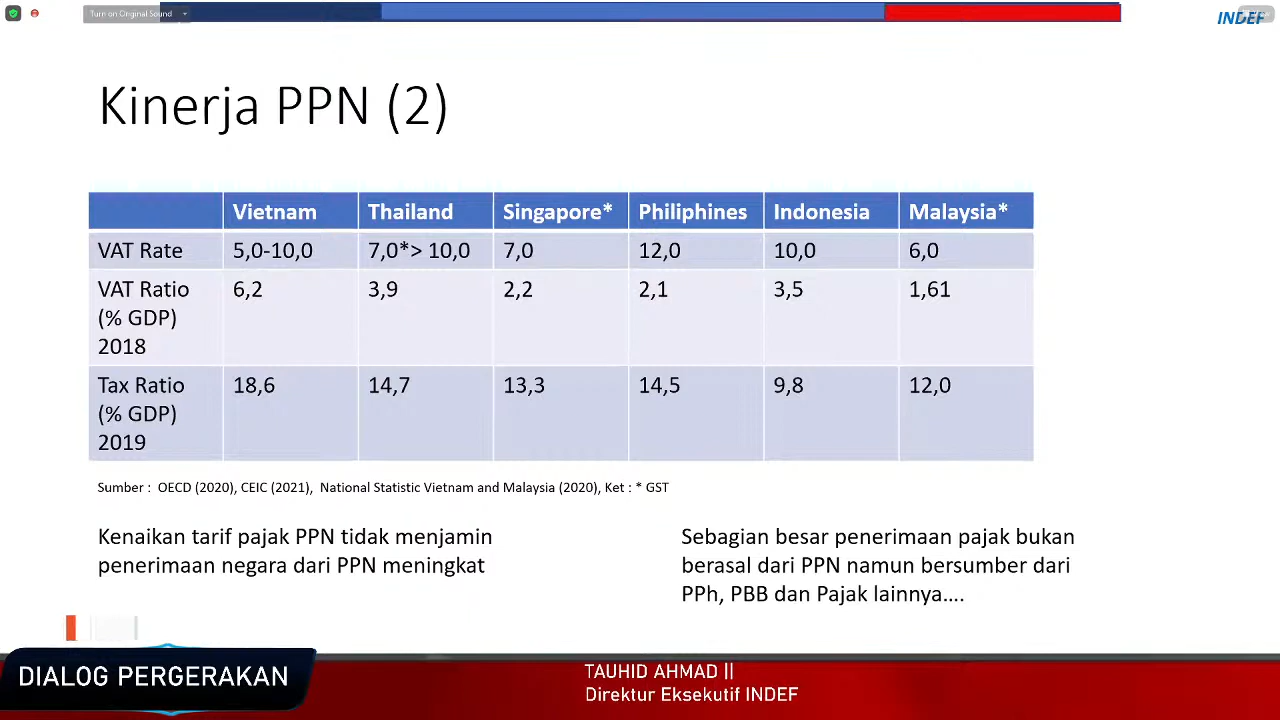 Turn on Original Sound
INDEF
Kinerja PPN (2)
Vietnam Thailand Singapore* Philiphines Indonesia Malaysia*
VAT Rate 5,0-10,0 7,0*> 10,0 7,0 12,0 10,0 6,0
VAT Ratio 6,2 3,9 2,2 2,1 3,5 1,61
(% GDP)
2018
Tax Ratio 18,6 14,7 13,3 14,5 9,8 12,0
(% GDP)
2019
Sumber : OECD (2020), CEIC (2021), National Statistic Vietnam and Malaysia (2020), Ket : * GST
Kenaikan tarif pajak PPN tidak menjamin
penerimaan negara dari PPN meningkat
Sebagian besar penerimaan pajak bukan
berasal dari PPN namun bersumber dari
PPh, PBB dan Pajak lainnya....
DIALOG PERGERAKAN
TAUHID AHMAD ||
Direktur Eksekutif INDEF